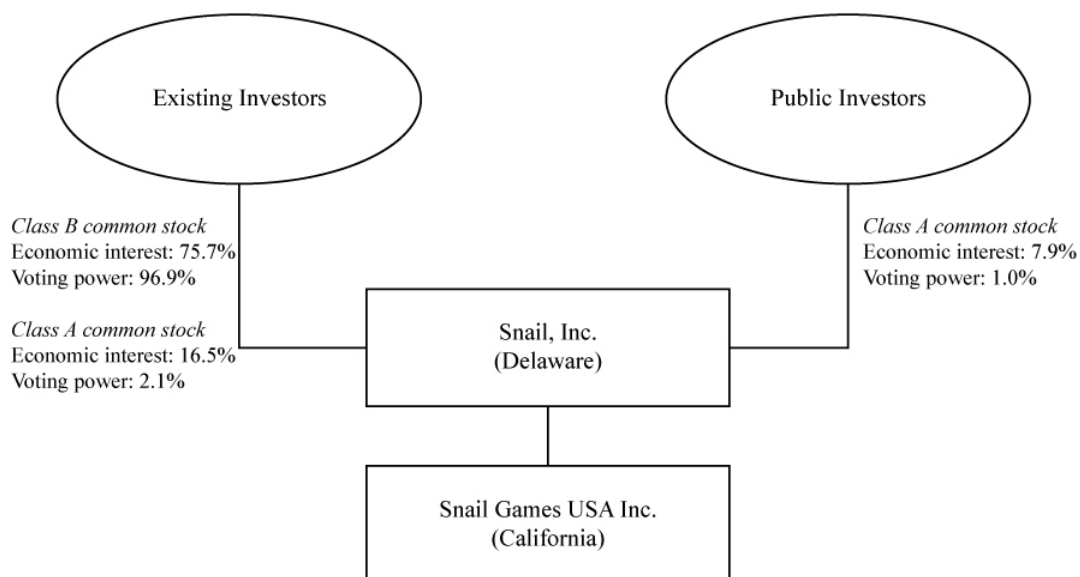 Existing Investors
Public Investors
Class B common stock
Economic interest: 75.7%
Voting power: 96.9%
Class A common stock
Economic interest: 16.5%
Voting power: 2.1%
Class A common stock
Economic interest: 7.9%
Voting power: 1.0%
Snail, Inc.
(Delaware)
Snail Games USA Inc.
(California)